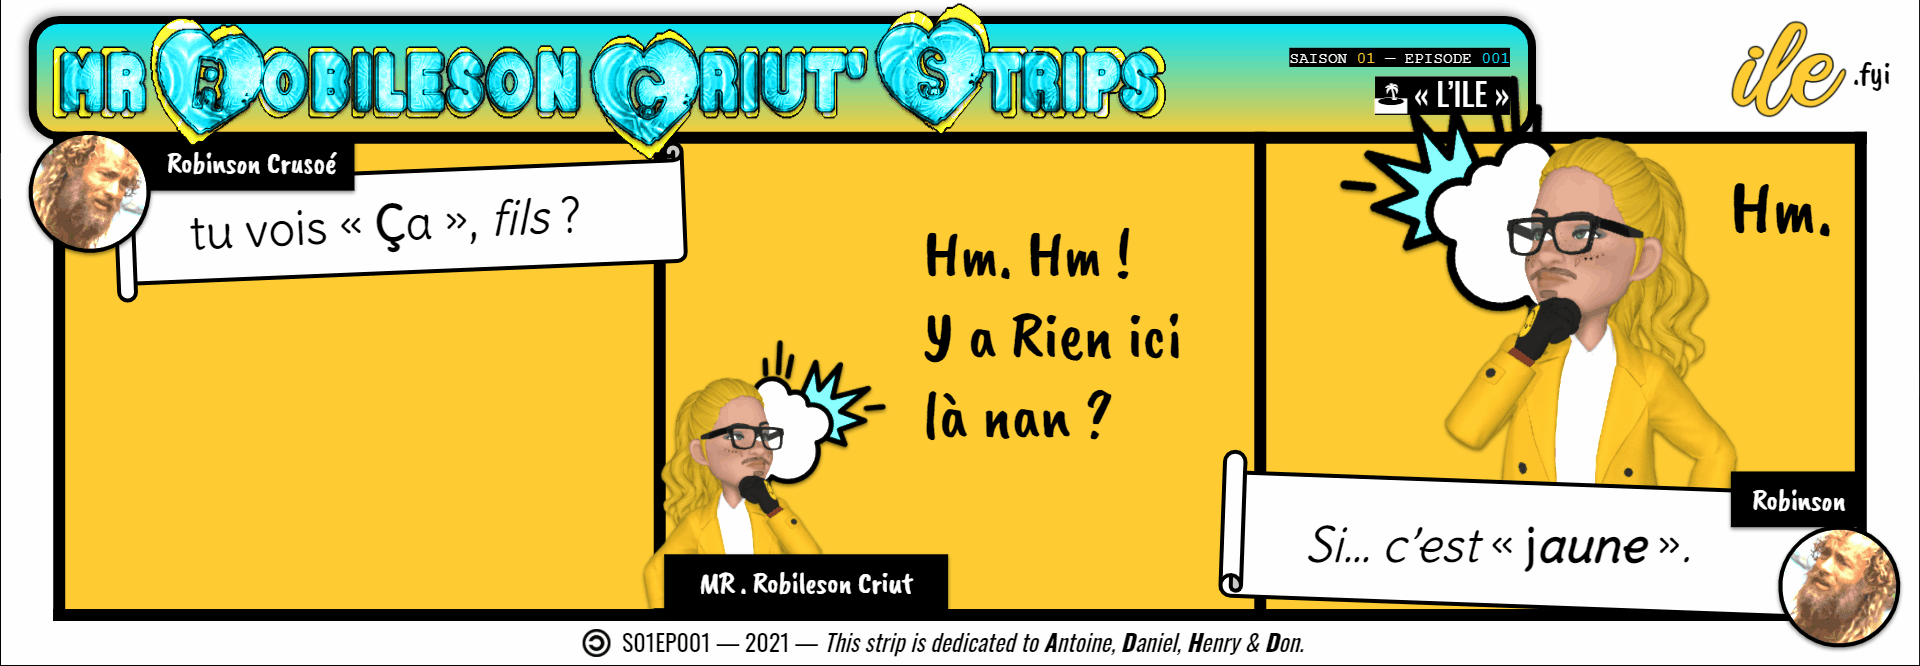 MR ROBILESON CRIUT' STRIPS
SAISON 01 — EPISODE 001
« L'ILE »
ile.fyi
Robinson Crusoé
tu vois « Ça », fils ?
Hm. Hm !
Y a Rien ici
là nan ?
MR. Robileson Criut
Hm.
Robinson
Si... c'est « jaune ».
S01EP001 — 2021 — This strip is dedicated to Antoine, Daniel, Henry & Don.